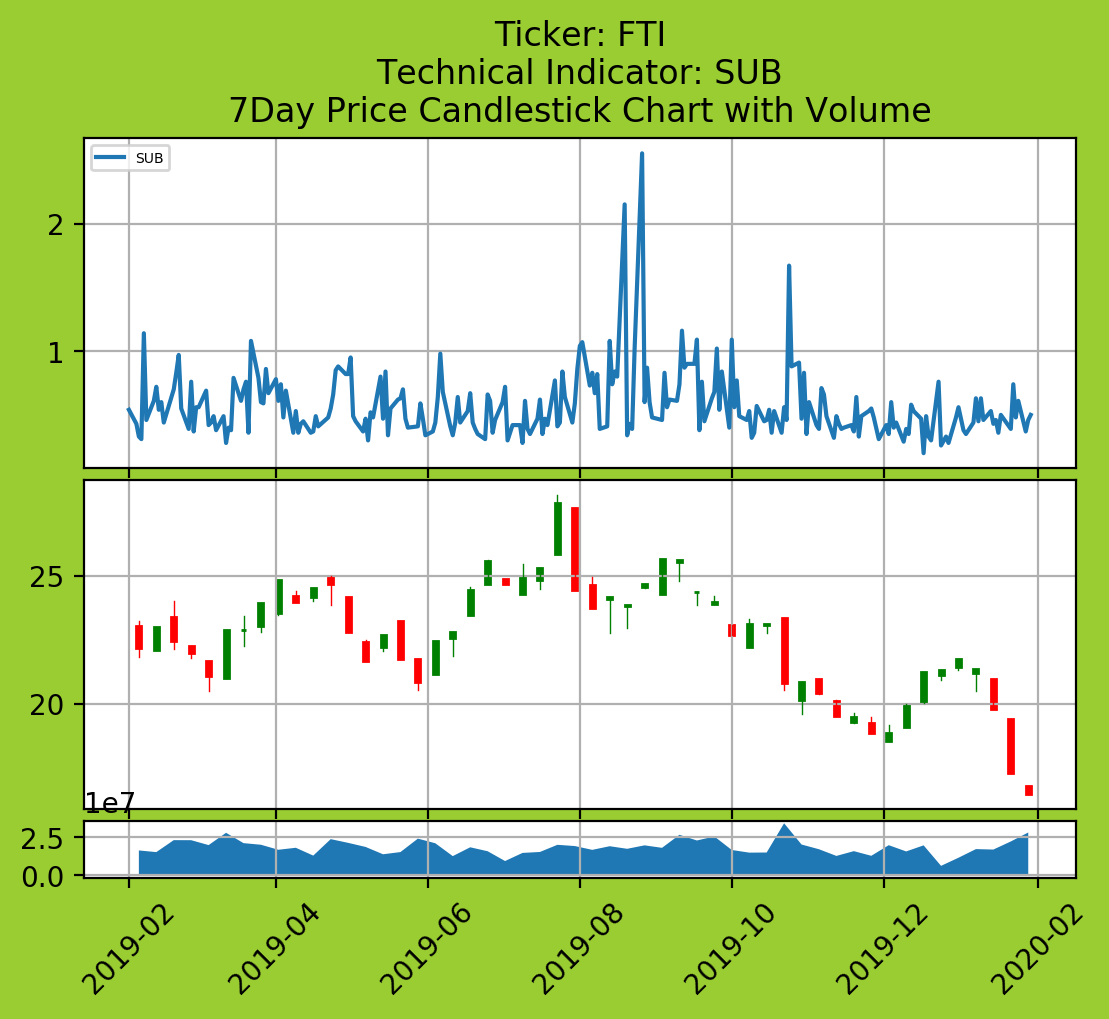 Ticker: FTI
Technical Indicator: SUB
7Day Price Candlestick Chart with Volume
SUB
2
1
25
20
1e7
2.5
0.0
2019-02
2019-04
2019-06
2019-08
2019-10
2019-12
2020-02